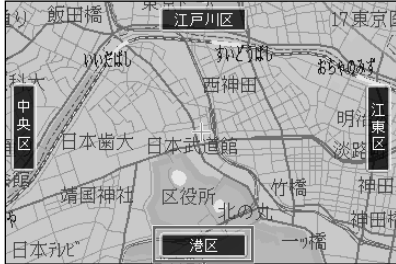 飯田橋
江戸川区
17東京
いいだばし
すいどうばし
おちゃのみず
科大
西神田
中央区
明
江東区
日本歯大
日本武道館
淡路
靖国神社
区役所
竹橋
神田
北の丸
神田
日本テレビ
港区
一ッ橋